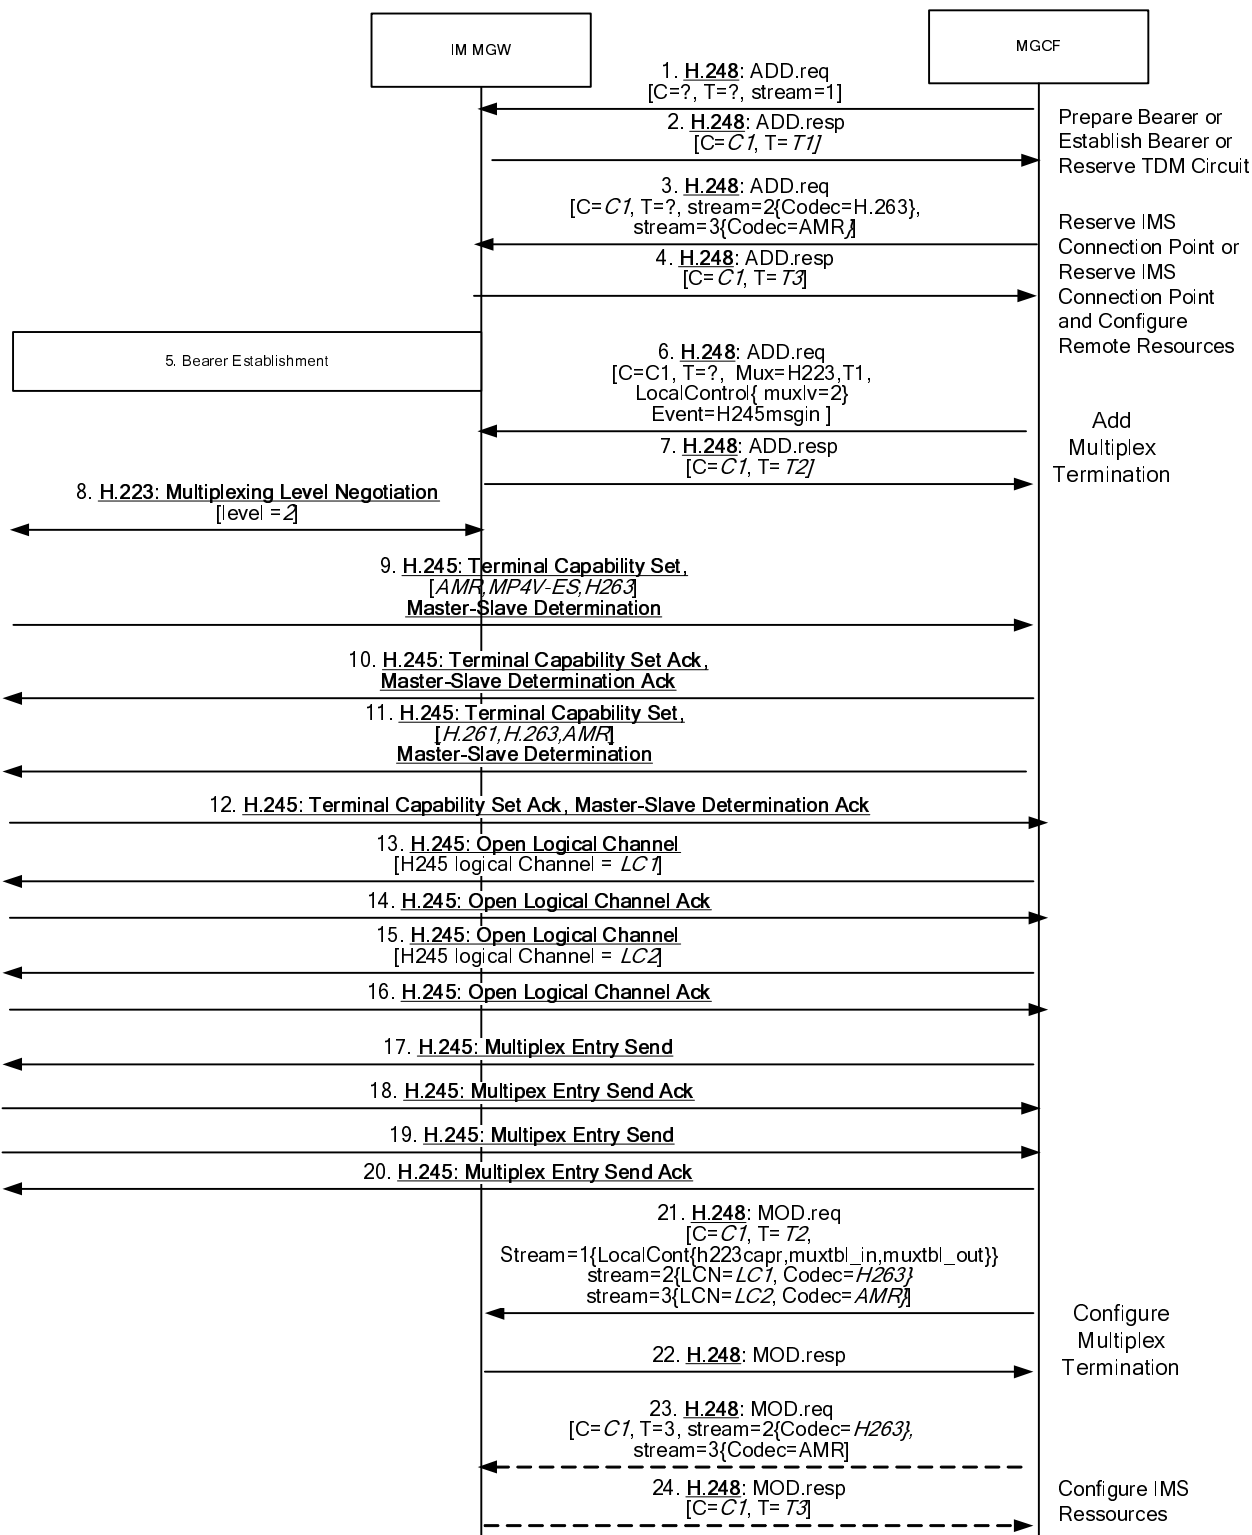 IM MGW
MGCF
1. H.248: ADD.req
[C=?, T=?, stream=1]
2. H.248: ADD.resp
[C=C1, T=T1]
Prepare Bearer or
Establish Bearer or
Reserve TDM Circuit
3. H.248: ADD.req
[C=C1, T=?, stream=2{Codec=H.263},
stream=3{Codec=AMR}]
4. H.248: ADD.resp
[C=C1, T=T3]
Reserve IMS
Connection Point or
Reserve IMS
Connection Point
and Configure
Remote Resources
5. Bearer Establishment
6. H.248: ADD.req
[C=C1, T=?, Mux=H223,T1,
LocalControl{ muxlv=2}
Event=H245msgin ]
7. H.248: ADD.resp
[C=C1, T=T2]
Add
Multiplex
Termination
8. H.223: Multiplexing Level Negotiation
[level =2]
9. H.245: Terminal Capability Set,
[AMR,MP4V-ES,H263]
Master-Slave Determination
10. H.245: Terminal Capability Set Ack,
Master-Slave Determination Ack
11. H.245: Terminal Capability Set,
[H.261,H.263,AMR]
Master-Slave Determination
12. H.245: Terminal Capability Set Ack, Master-Slave Determination Ack
13. H.245: Open Logical Channel
[H245 logical Channel = LC1]
14. H.245: Open Logical Channel Ack
15. H.245: Open Logical Channel
[H245 logical Channel = LC2]
16. H.245: Open Logical Channel Ack
17. H.245: Multiplex Entry Send
18. H.245: Multipex Entry Send Ack
19. H.245: Multipex Entry Send
20. H.245: Multiplex Entry Send Ack
21. H.248: MOD.req
[C=C1, T=T2,
Stream=1{LocalCont{h223capr,muxtbl_in,muxtbl_out}}
stream=2{LCN=LC1, Codec=H263}
stream=3{LCN=LC2, Codec=AMR}]
22. H.248: MOD.resp
Configure
Multiplex
Termination
23. H.248: MOD.req
[C=C1, T=3, stream=2{Codec=H263},
stream=3{Codec=AMR]
24. H.248: MOD.resp
[C=C1, T=T3]
Configure IMS
Ressources